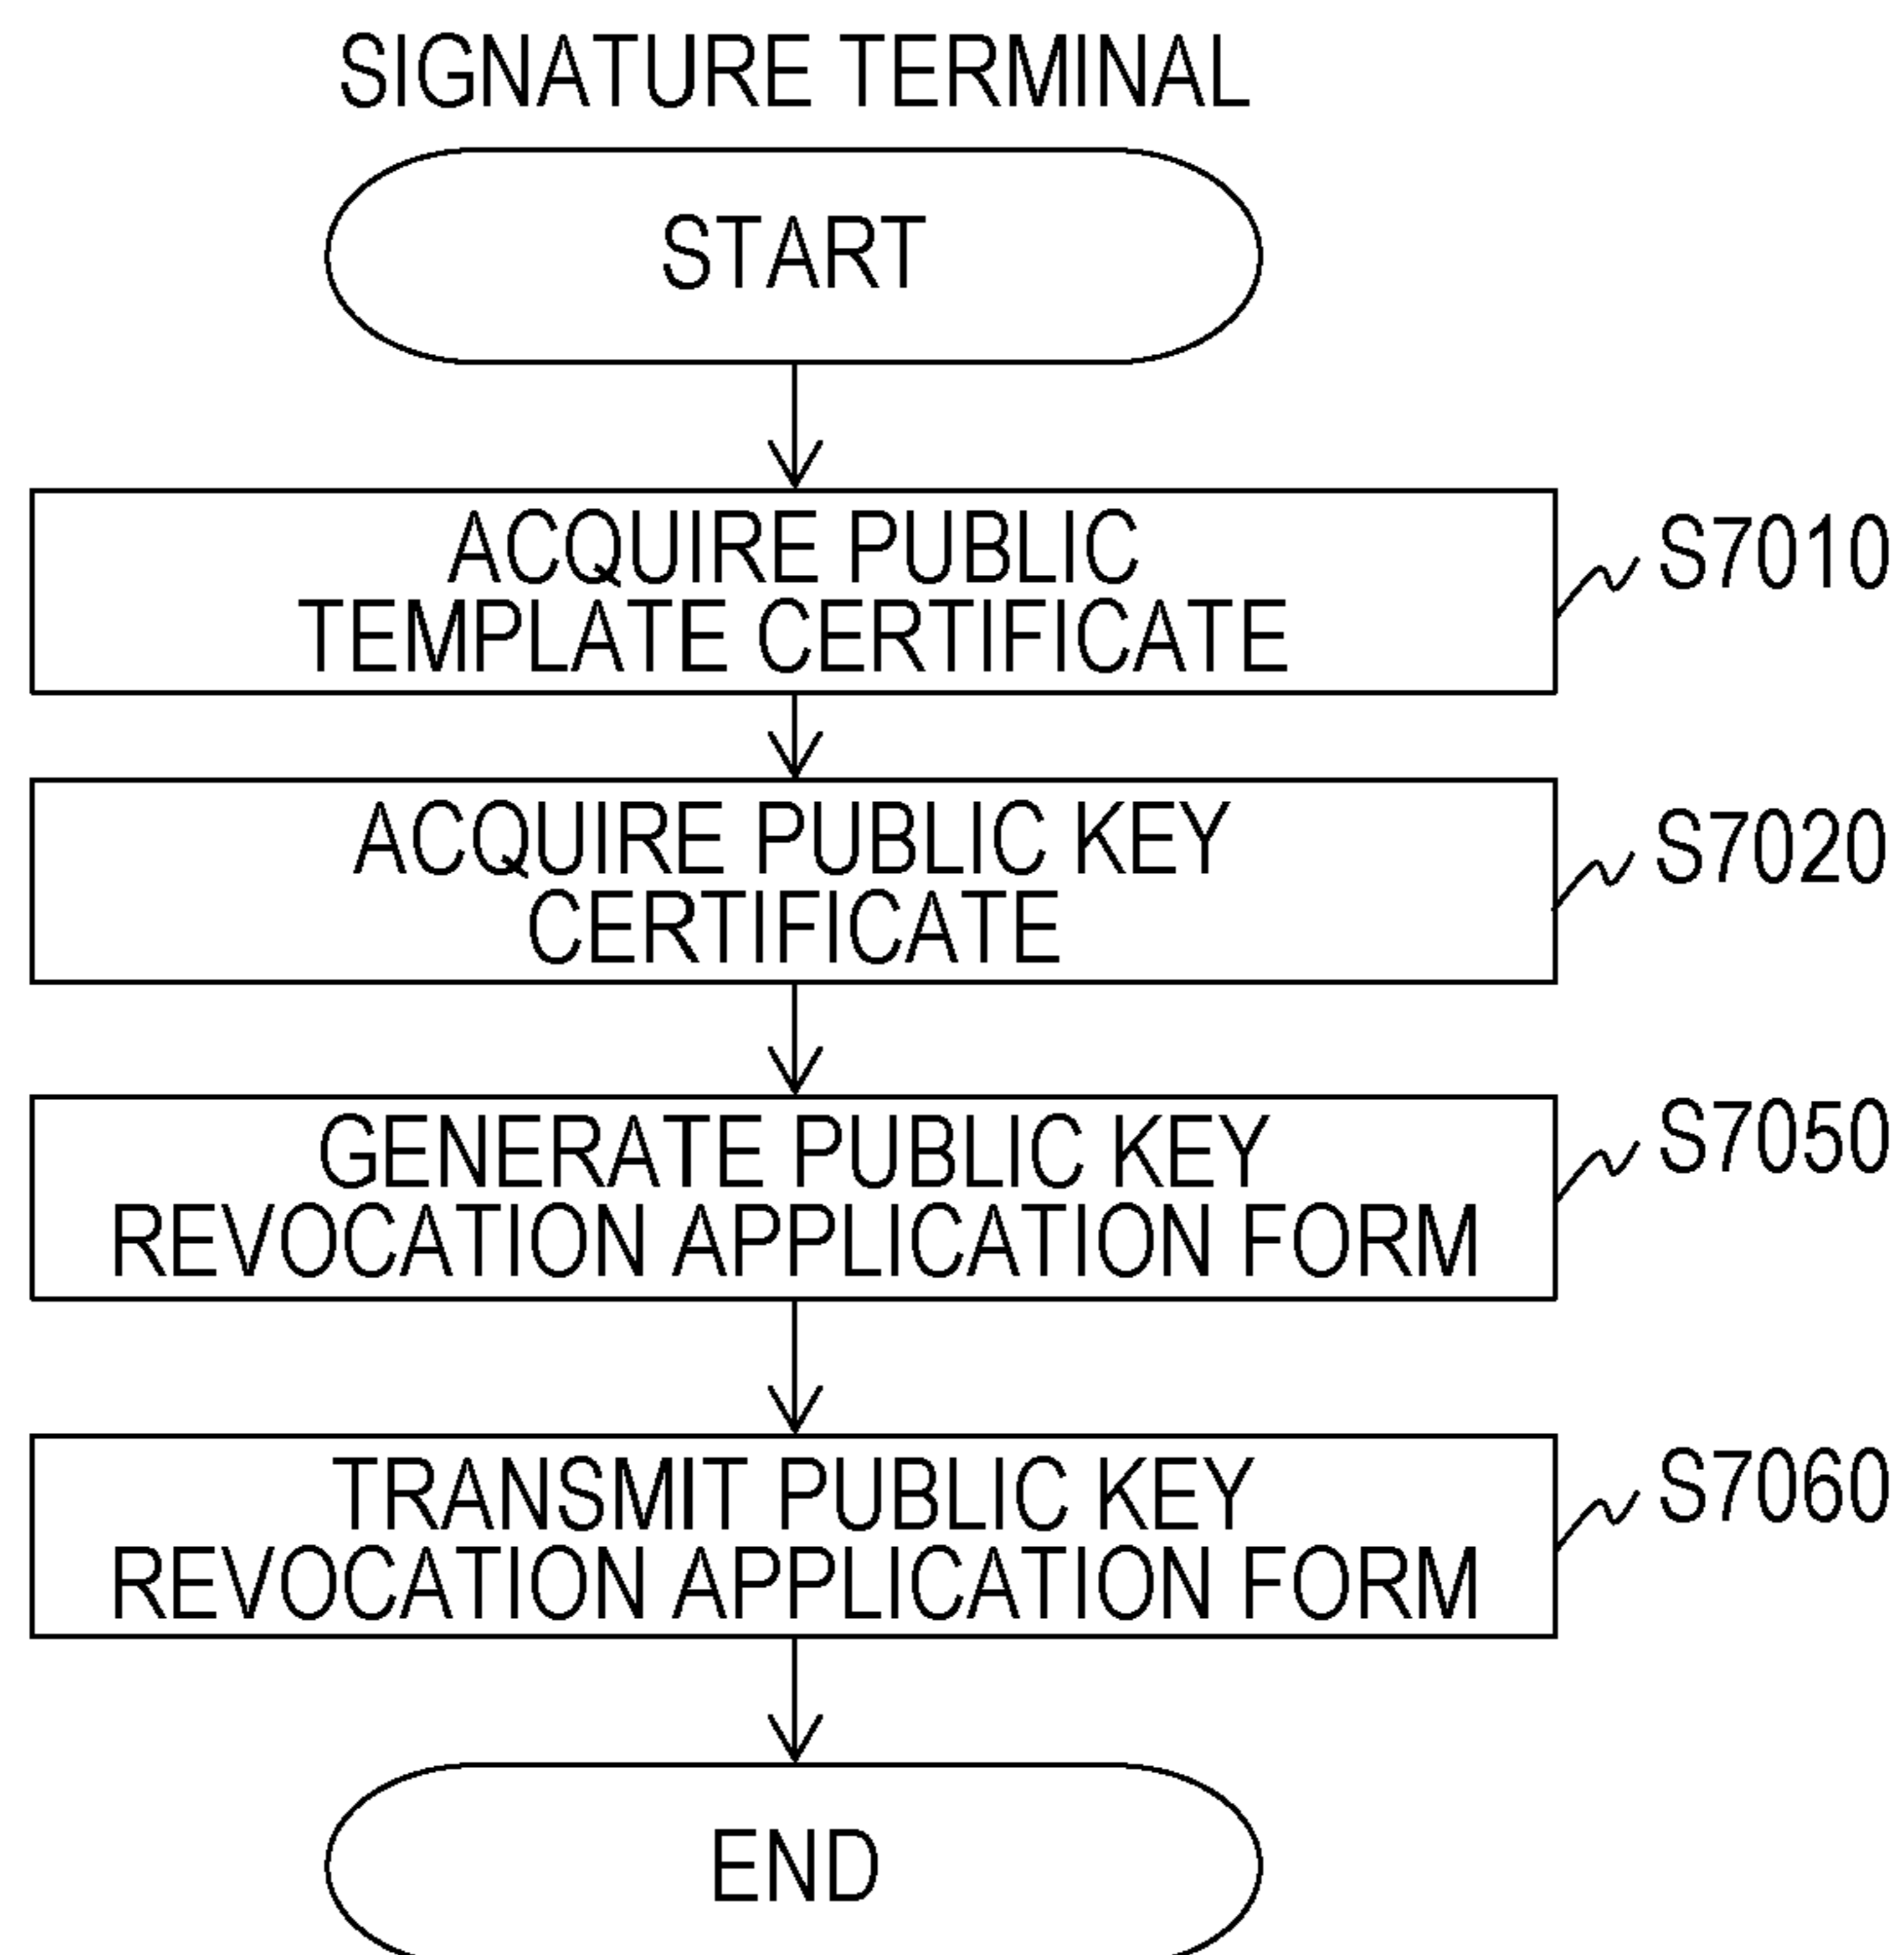 SIGNATURE TERMINAL
START
ACQUIRE PUBLIC
TEMPLATE CERTIFICATE
S7010
ACQUIRE PUBLIC KEY
CERTIFICATE
S7020
GENERATE PUBLIC KEY
REVOCATION APPLICATION FORM
S7050
TRANSMIT PUBLIC KEY
REVOCATION APPLICATION FORM
S7060
END